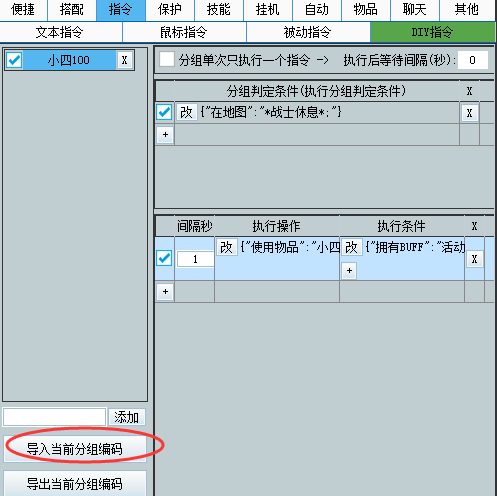 便捷 搭配 指令 保护 技能 挂机 自动 物品 聊天 其他
文本指令 鼠标指令 被动指令 DIY指令
小四100 X
分组单次只执行一个指令 -> 执行后等待间隔(秒): 0
分组判定条件(执行分组判定条件) X
改 {"在地图":"*战士休息*;"} X
+
间隔秒 执行操作 执行条件 X
1 改 {"使用物品":"小四 改 {"拥有BUFF":"活动 X
+
+
添加
导入当前分组编码
导出当前分组编码